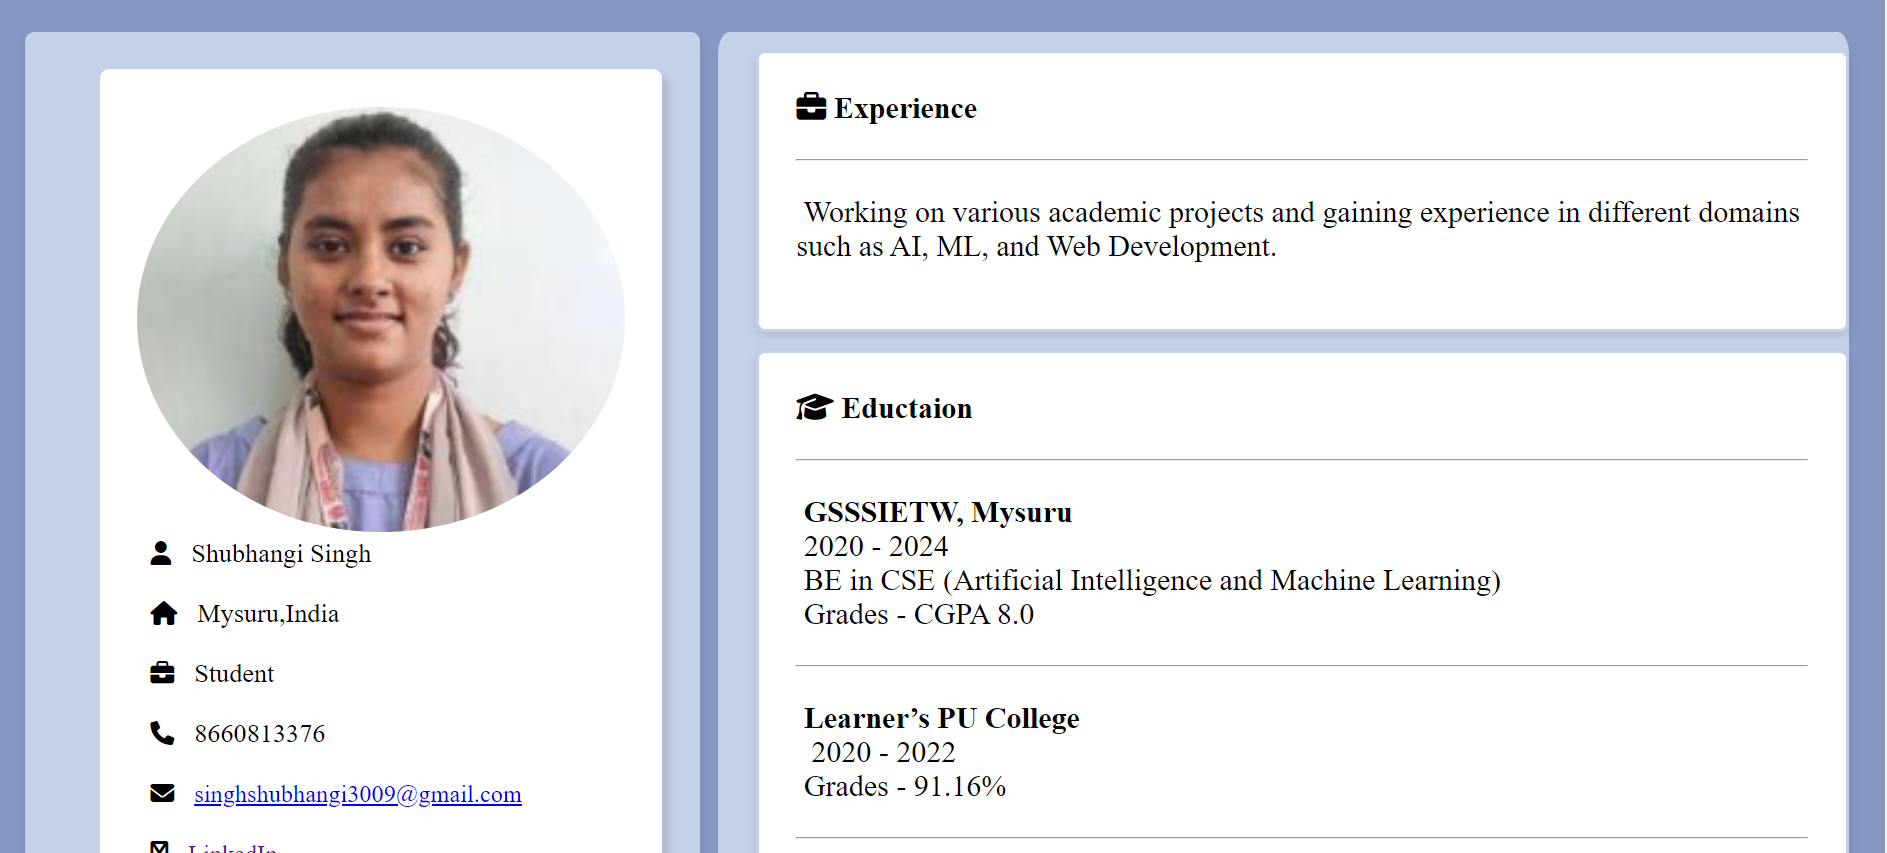 Shubhangi Singh
Mysuru,India
Student
8660813376
singhshubhangi3009@gmail.com
LinkedIn
Experience
Working on various academic projects and gaining experience in different domains
such as AI, ML, and Web Development.
Eductaion
GSSSIETW, Mysuru
2020 - 2024
BE in CSE (Artificial Intelligence and Machine Learning)
Grades - CGPA 8.0
Learner’s PU College
2020 - 2022
Grades - 91.16%